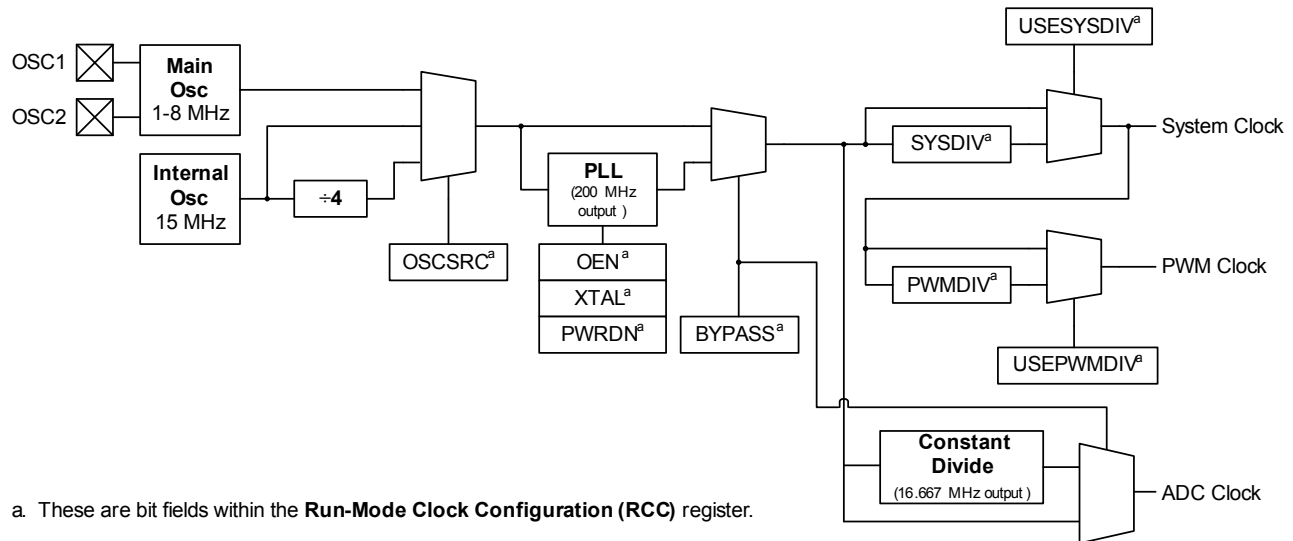 USESYSDIVa
OSC1
Main
Osc
1-8 MHz
OSC2
System Clock
SYSDIVa
Internal
Osc
15 MHz
÷4
PLL
(200 MHz
output )
OSCSRCa
OEN a
XTALa
PWRDNa
BYPASSa
PWM Clock
PWMDIVa
USEPWMDIVa
Constant
Divide
(16.667 MHz output )
ADC Clock
a. These are bit fields within the Run-Mode Clock Configuration (RCC) register.